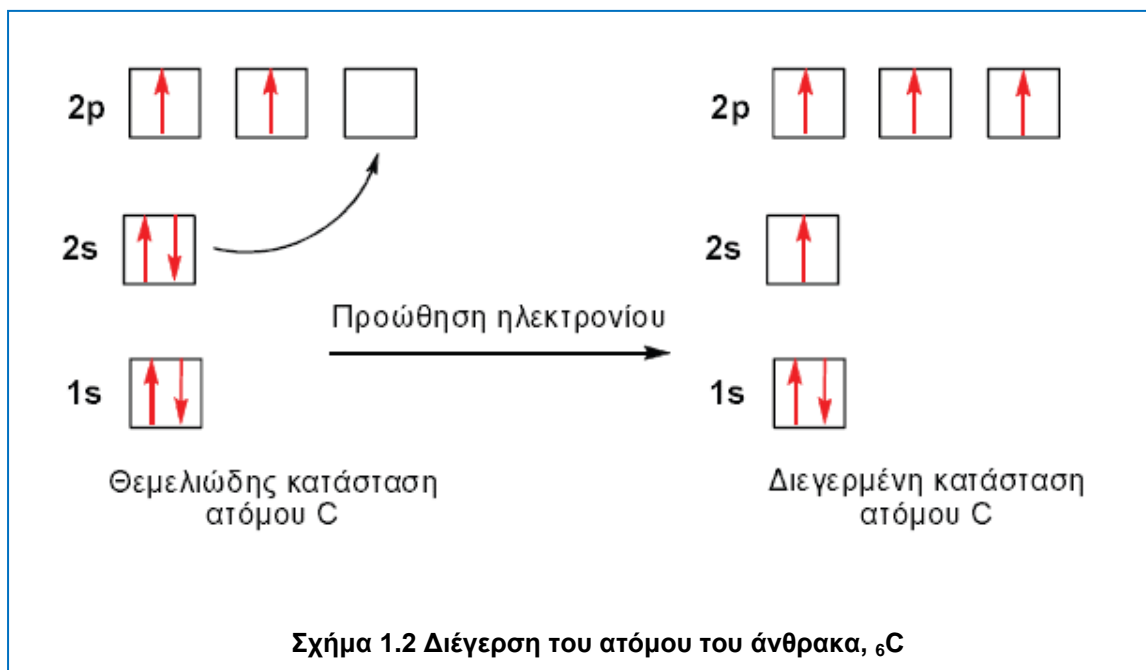 2p
2p
2s
2s
Προώθηση ηλεκτρονίου
1s
1s
Θεμελιώδης κατάσταση
ατόμου C
Διεγερμένη κατάσταση
ατόμου C
Σχήμα 1.2 Διέγερση του ατόμου του άνθρακα, ₆C